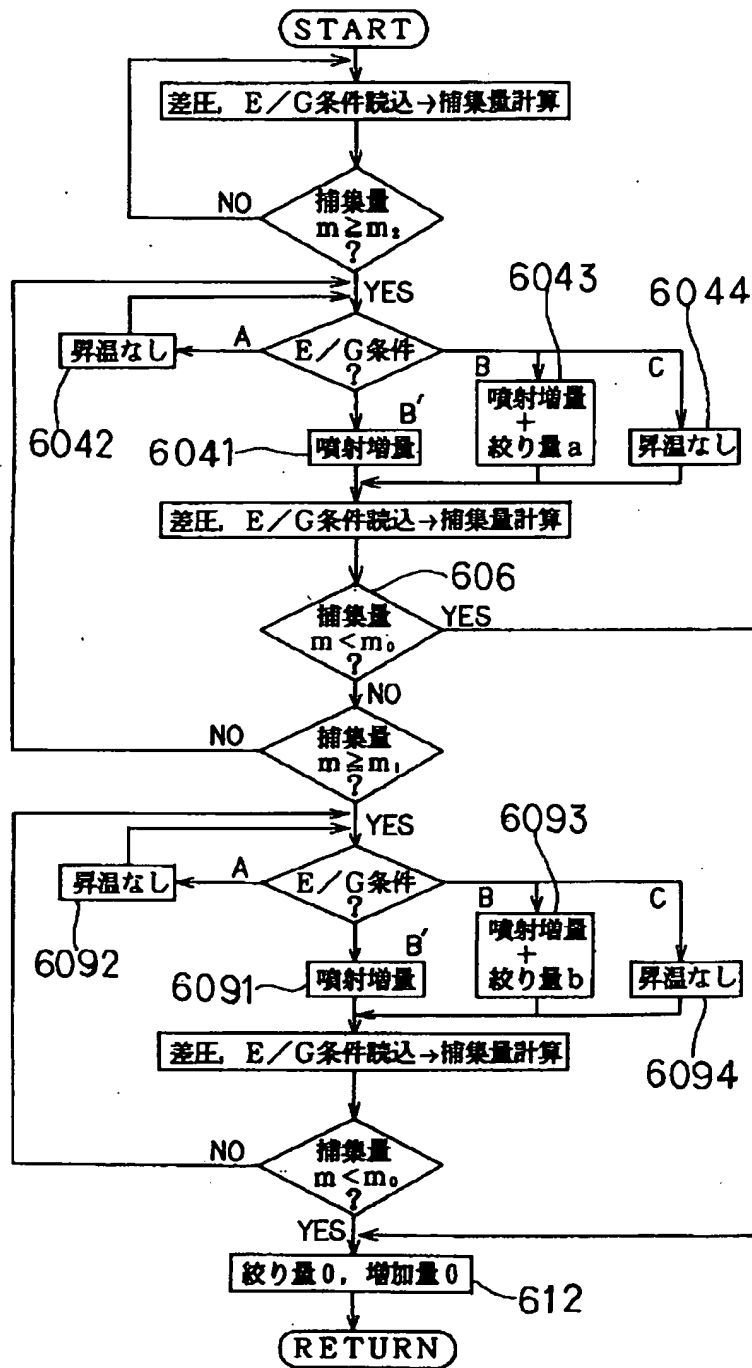 START
差圧, E/G条件読込→捕集量計算
捕集量
m≧m₂
?
NO
YES
6043
6044
E/G条件
?
A
昇温なし
6042
B
噴射増量
+
絞り量a
C
昇温なし
B′
6041
噴射増量
差圧, E/G条件読込→捕集量計算
606
捕集量
m<m₀
?
YES
NO
捕集量
m≧m₁
?
NO
YES
6093
E/G条件
?
A
昇温なし
6092
B
噴射増量
+
絞り量b
C
昇温なし
6094
B′
6091
噴射増量
差圧, E/G条件読込→捕集量計算
捕集量
m<m₀
?
NO
YES
絞り量0, 増加量0
612
RETURN